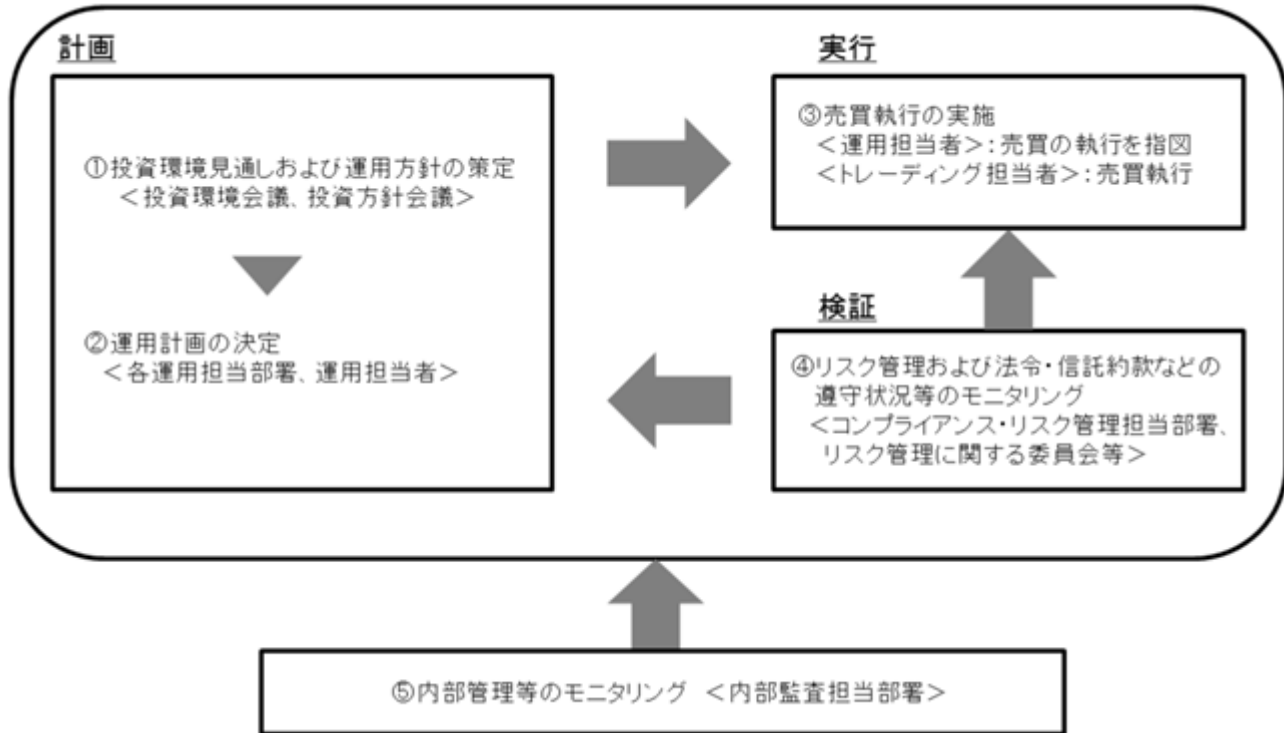 計画
①投資環境見通しおよび運用方針の策定
＜投資環境会議、投資方針会議＞
②運用計画の決定
＜各運用担当部署、運用担当者＞
実行
③売買執行の実施
＜運用担当者＞：売買の執行を指図
＜トレーディング担当者＞：売買執行
検証
④リスク管理および法令・信託約款などの
遵守状況等のモニタリング
＜コンプライアンス・リスク管理担当部署、
リスク管理に関する委員会等＞
⑤内部管理等のモニタリング ＜内部監査担当部署＞